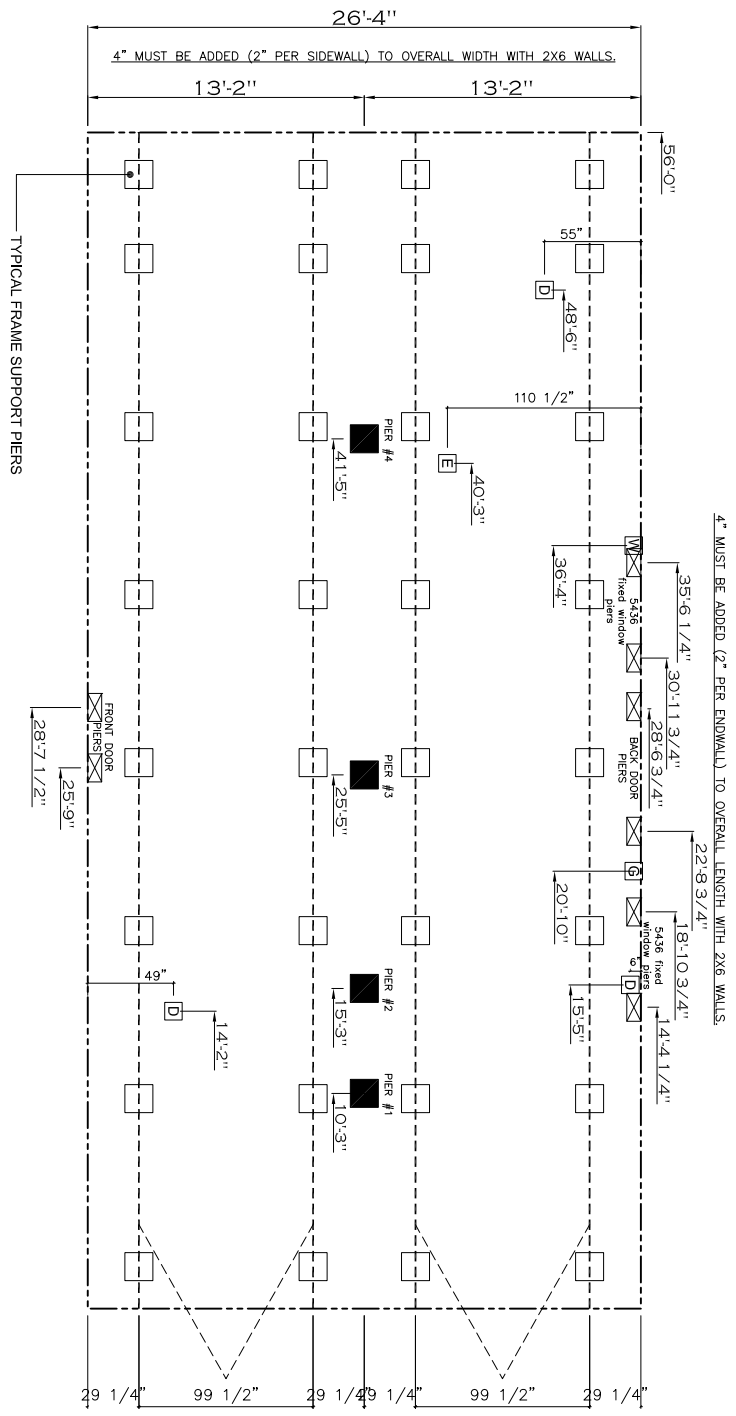 26'-4"
4" MUST BE ADDED (2" PER SIDEWALL) TO OVERALL WIDTH WITH 2X6 WALLS.
13'-2"
13'-2"
56'-0"
55"
D
48'-6"
TYPICAL FRAME SUPPORT PIERS
110 1/2"
PIER #4
41'-5"
E
40'-3"
4" MUST BE ADDED (2" PER ENDWALL) TO OVERALL LENGTH WITH 2X6 WALLS.
W
36'-4"
35'-6 1/4"
5436
fixed window
piers
30'-11 3/4"
28'-6 3/4"
BACK DOOR
PIERS
FRONT DOOR
PIERS
28'-7 1/2"
25'-9"
PIER #3
25'-5"
22'-8 3/4"
G
20'-10"
18'-10 3/4"
5436 fixed
window piers
6"
D
15'-5"
14'-4 1/4"
49"
D
14'-2"
PIER #2
15'-3"
PIER #1
10'-3"
29 1/4"
99 1/2"
29 1/4"
29 1/4"
99 1/2"
29 1/4"